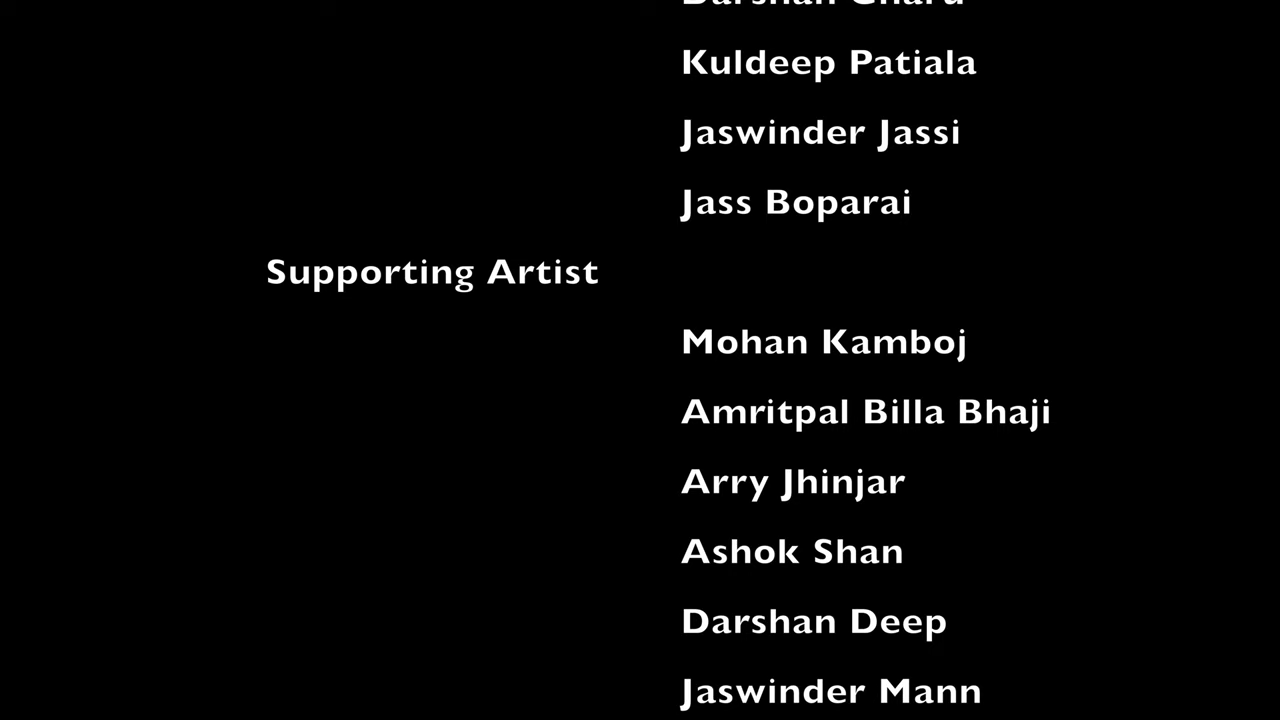 Kuldeep Patiala
Jaswinder Jassi
Jass Boparai
Supporting Artist
Mohan Kamboj
Amritpal Billa Bhaji
Arry Jhinjar
Ashok Shan
Darshan Deep
Jaswinder Mann